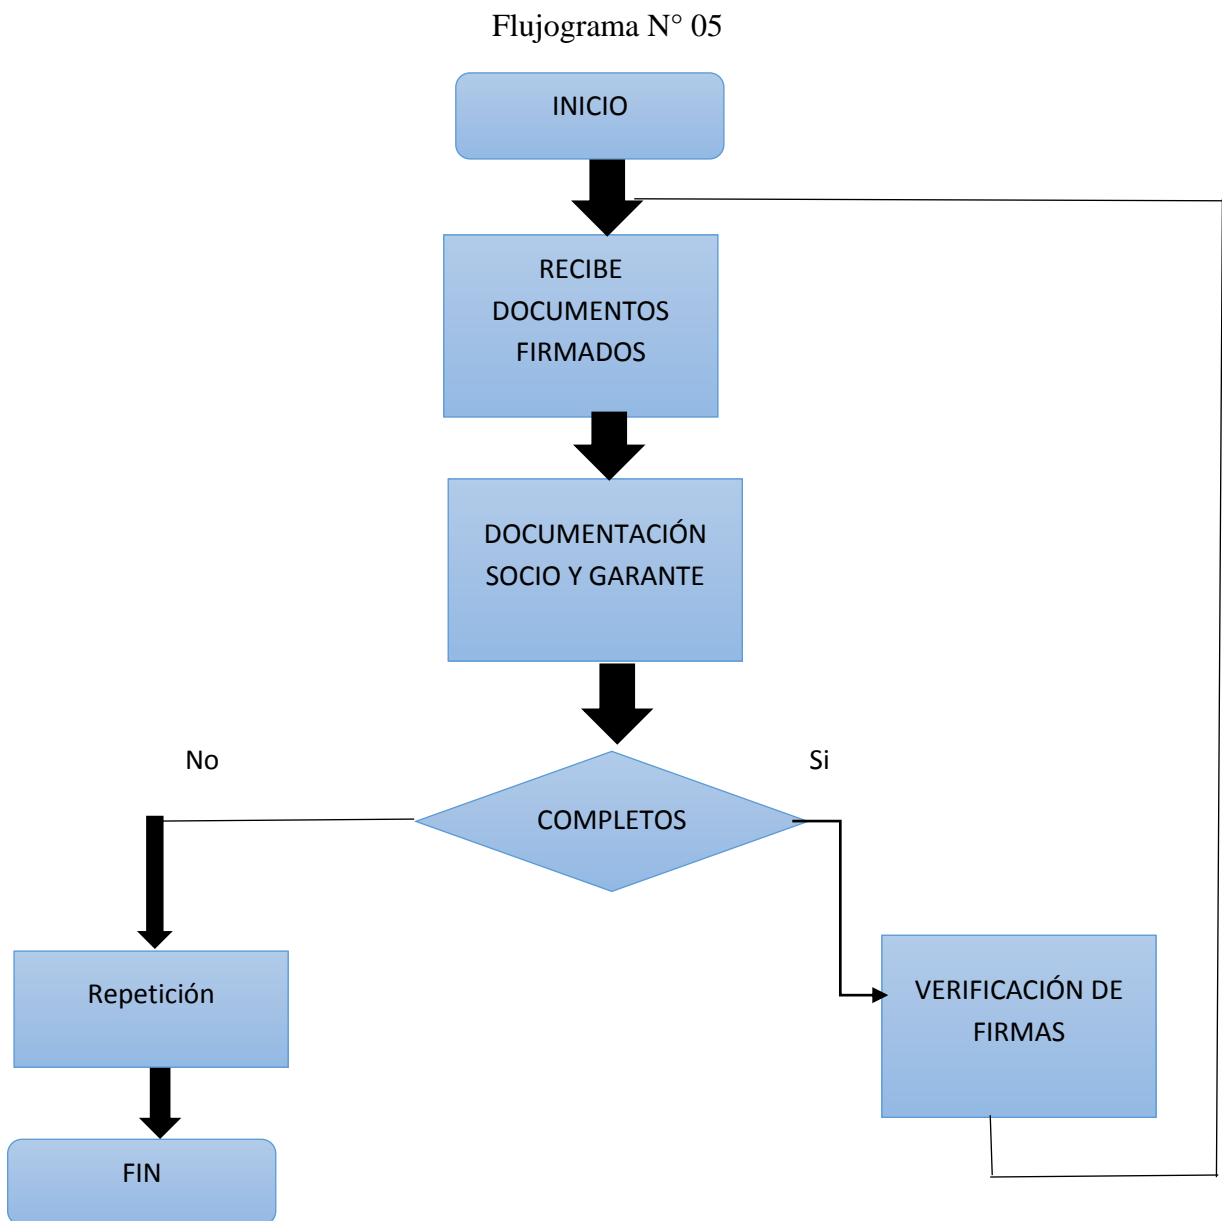 Flujograma N° 05
INICIO
RECIBE
DOCUMENTOS
FIRMADOS
DOCUMENTACIÓN
SOCIO Y GARANTE
No
Si
COMPLETOS
Repetición
VERIFICACIÓN DE
FIRMAS
FIN